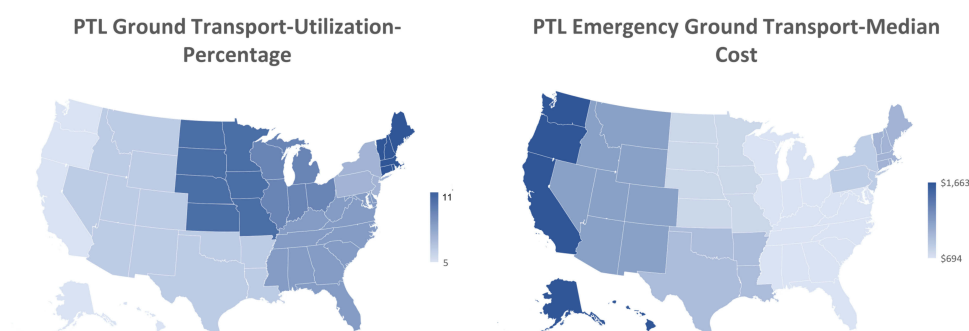 PTL Ground Transport-Utilization-
Percentage
11
5
PTL Emergency Ground Transport-Median
Cost
$1,663
$694